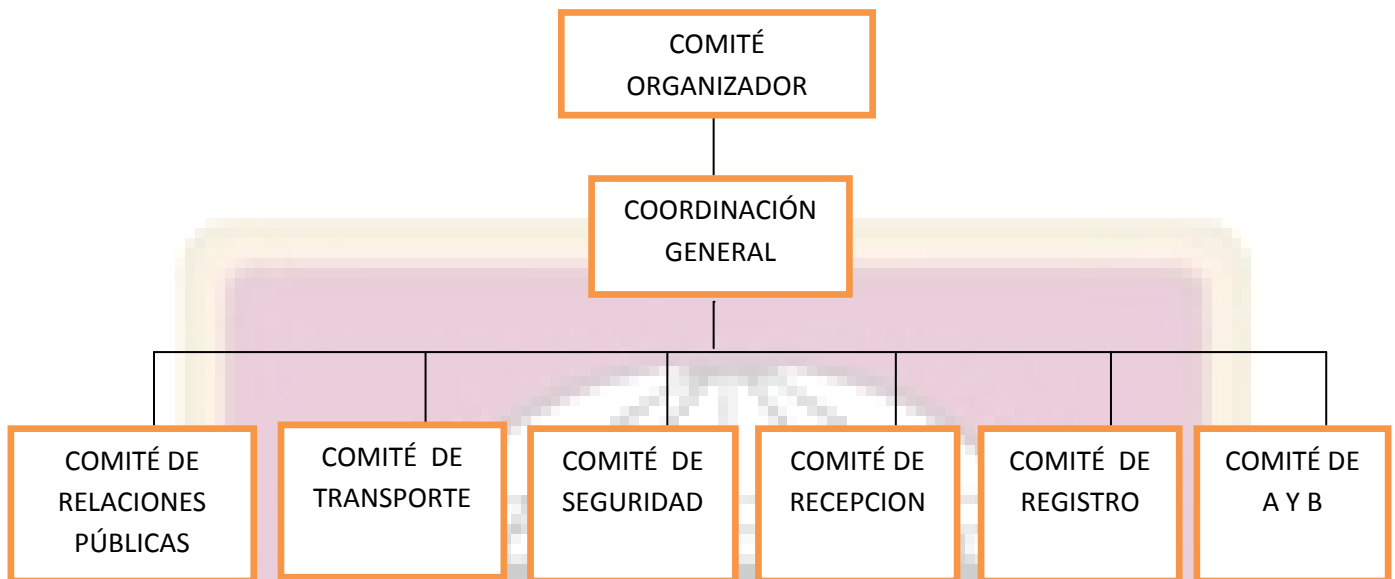 COMITÉ
ORGANIZADOR
COORDINACIÓN
GENERAL
COMITÉ DE
RELACIONES
PÚBLICAS
COMITÉ DE
TRANSPORTE
COMITÉ DE
SEGURIDAD
COMITÉ DE
RECEPCION
COMITÉ DE
REGISTRO
COMITÉ DE
A Y B